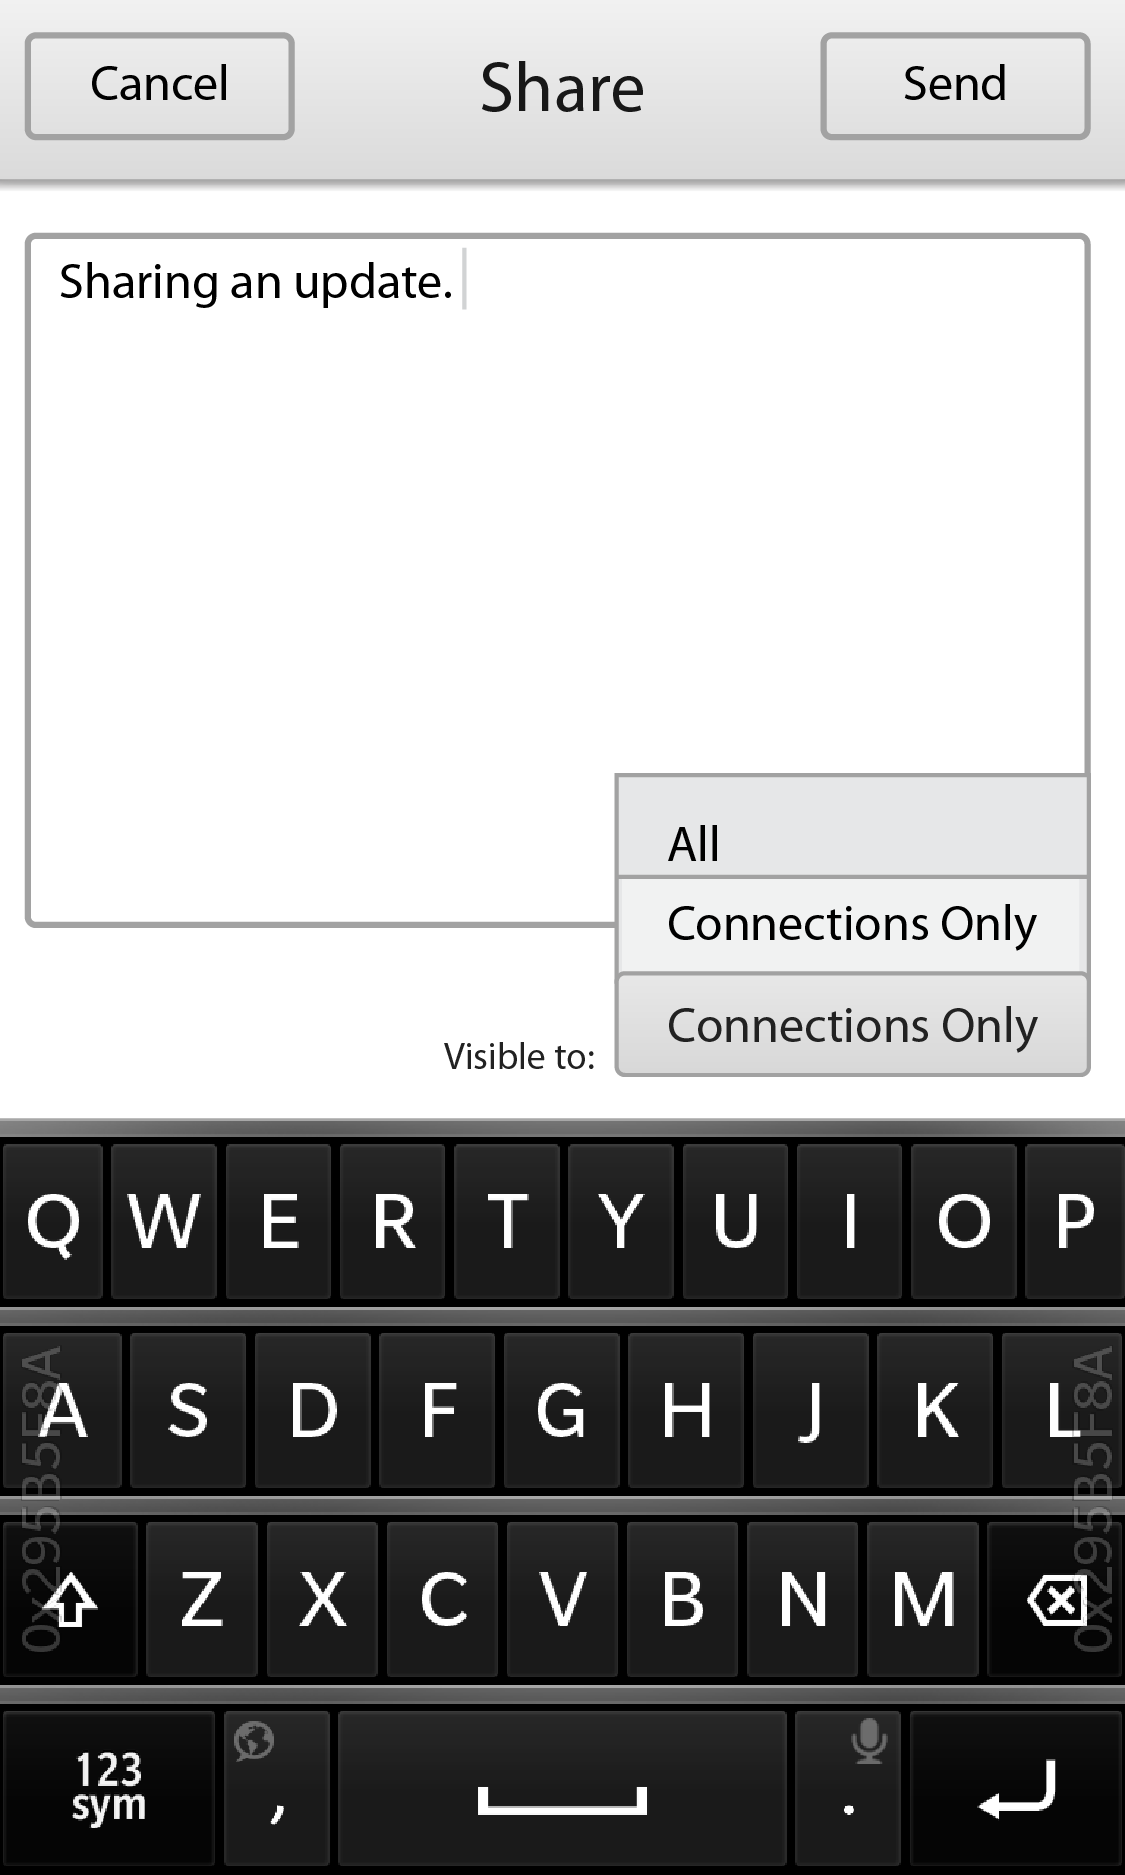 Cancel Share Send
Sharing an update.
All
Connections Only
Visible to: Connections Only
Q W E R T Y U I O P
A S D F G H J K L
Z X C V B N M
123
sym , .
0x295B5F8A
0x295B5F8A